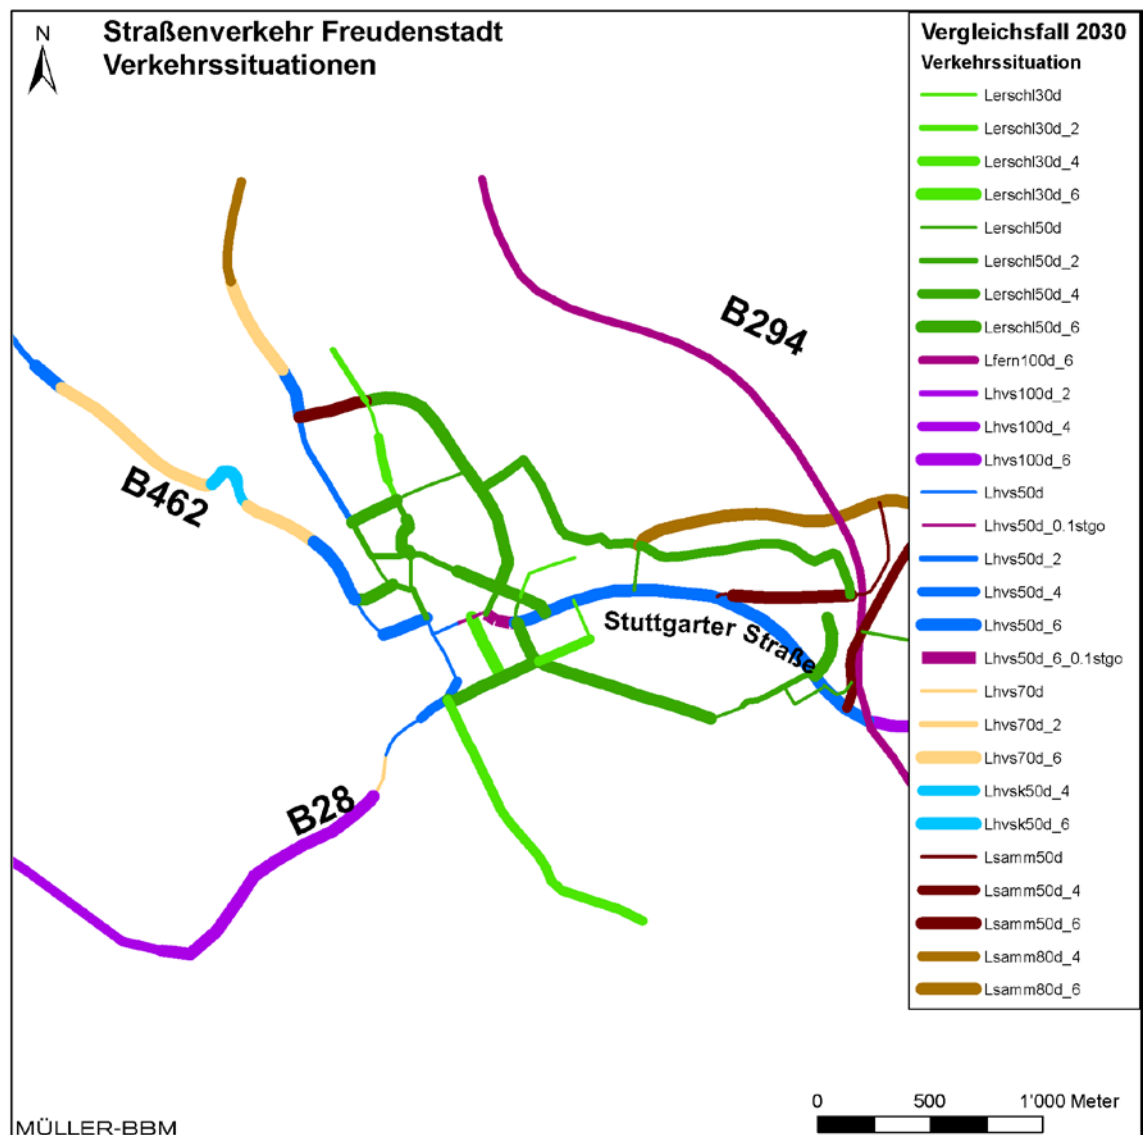 N
Straßenverkehr Freudenstadt
Verkehrssituationen
Vergleichsfall 2030
Verkehrssituation
Lerschl30d
Lerschl30d_2
Lerschl30d_4
Lerschl30d_6
Lerschl50d
Lerschl50d_2
Lerschl50d_4
Lerschl50d_6
Lfern100d_6
Lhvs100d_2
Lhvs100d_4
Lhvs100d_6
Lhvs50d
Lhvs50d_0.1stgo
Lhvs50d_2
Lhvs50d_4
Lhvs50d_6
Lhvs50d_6_0.1stgo
Lhvs70d
Lhvs70d_2
Lhvs70d_6
Lhvsk50d_4
Lhvsk50d_6
Lsamm50d
Lsamm50d_4
Lsamm50d_6
Lsamm80d_4
Lsamm80d_6
B294
B462
Stuttgarter Straße
B28
0 500 1'000 Meter
MÜLLER-BBM